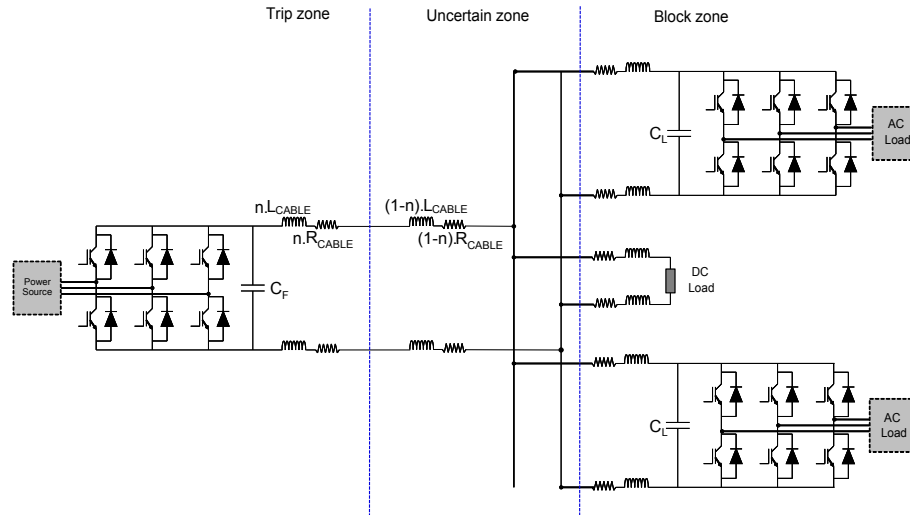 Trip zone
Uncertain zone
Block zone
C_L
AC
Load
n.L_CABLE
n.R_CABLE
(1-n).L_CABLE
(1-n).R_CABLE
Power
Source
C_F
DC
Load
C_L
AC
Load